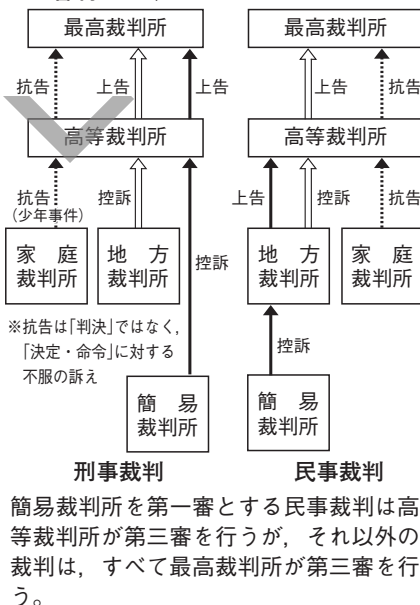 最高裁判所 最高裁判所
抗告 上告 上告 上告 抗告
高等裁判所 高等裁判所
抗告 控訴 上告 控訴 抗告
(少年事件)
家庭 地方 控訴 地方 家庭
裁判所 裁判所 裁判所 裁判所
※抗告は「判決」ではなく,
「決定・命令」に対する
不服の訴え
控訴
簡易 簡易
裁判所 裁判所
刑事裁判 民事裁判
簡易裁判所を第一審とする民事裁判は高
等裁判所が第三審を行うが，それ以外の
裁判は，すべて最高裁判所が第三審を行
う。